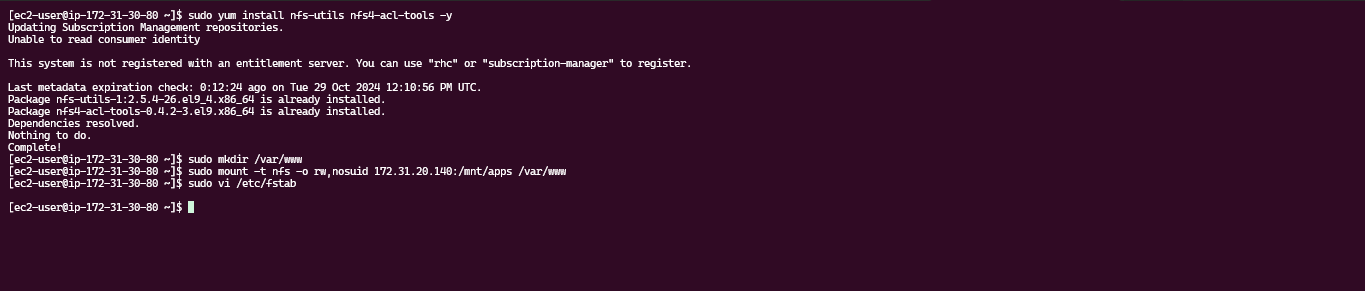 [ec2-user@ip-172-31-30-80 ~]$ sudo yum install nfs-utils nfs4-acl-tools -y
Updating Subscription Management repositories.
Unable to read consumer identity
This system is not registered with an entitlement server. You can use "rhc" or "subscription-manager" to register.
Last metadata expiration check: 0:12:24 ago on Tue 29 Oct 2024 12:10:56 PM UTC.
Package nfs-utils-1:2.5.4-26.el9_4.x86_64 is already installed.
Package nfs4-acl-tools-0.4.2-3.el9.x86_64 is already installed.
Dependencies resolved.
Nothing to do.
Complete!
[ec2-user@ip-172-31-30-80 ~]$ sudo mkdir /var/www
[ec2-user@ip-172-31-30-80 ~]$ sudo mount -t nfs -o rw,nosuid 172.31.20.140:/mnt/apps /var/www
[ec2-user@ip-172-31-30-80 ~]$ sudo vi /etc/fstab
[ec2-user@ip-172-31-30-80 ~]$